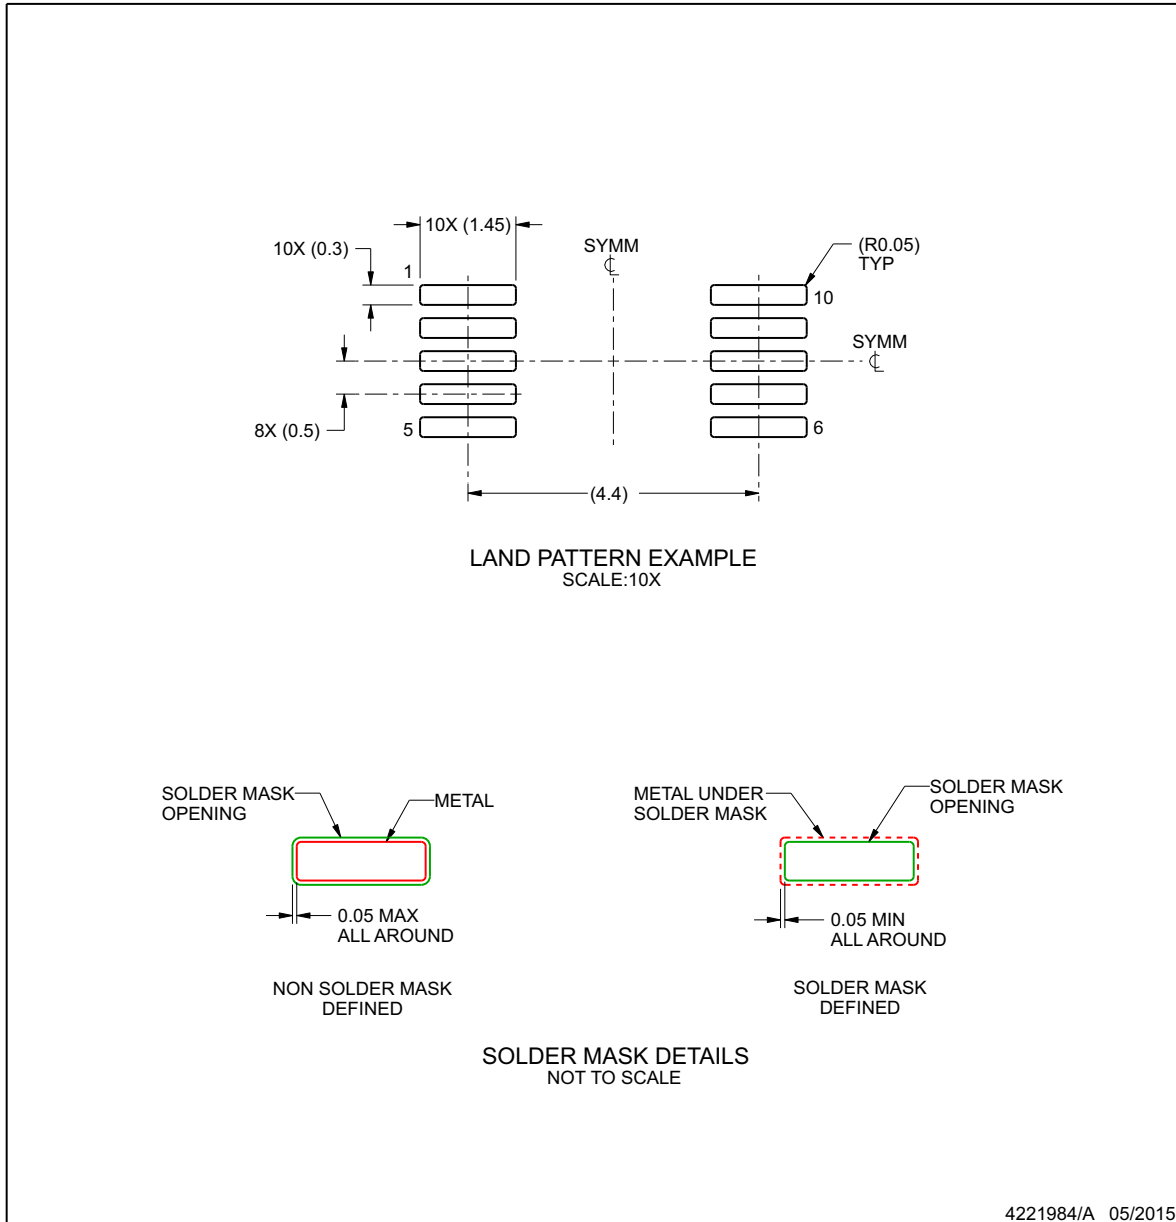 10X (1.45)
10X (0.3)
1
SYMM
(R0.05)
TYP
10
SYMM
8X (0.5)
5
6
(4.4)
LAND PATTERN EXAMPLE
SCALE:10X
SOLDER MASK
OPENING
METAL
METAL UNDER
SOLDER MASK
SOLDER MASK
OPENING
0.05 MAX
ALL AROUND
0.05 MIN
ALL AROUND
NON SOLDER MASK
DEFINED
SOLDER MASK
DEFINED
SOLDER MASK DETAILS
NOT TO SCALE
4221984/A 05/2015